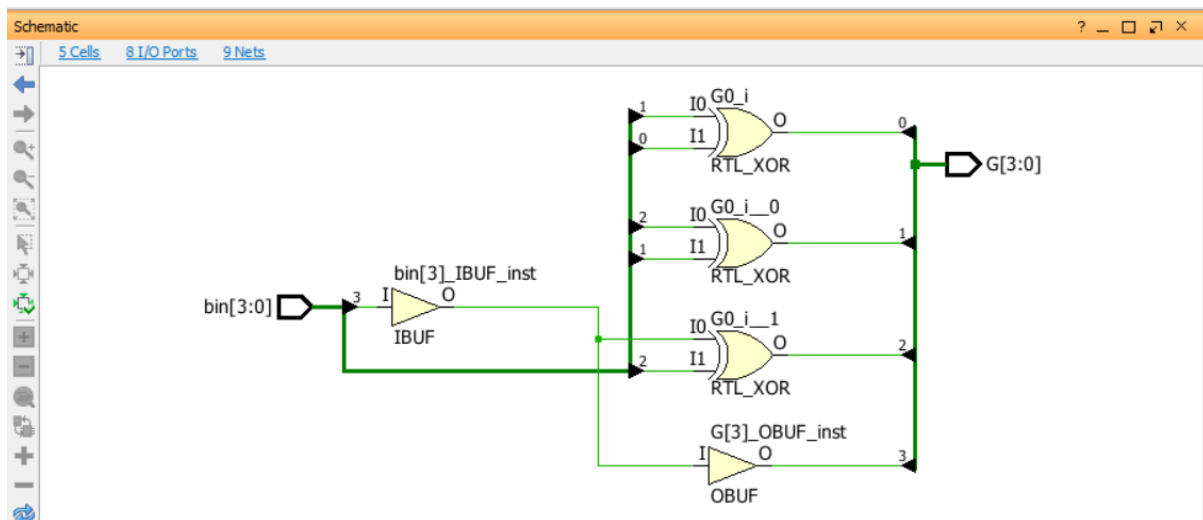 Schematic
5 Cells 8 I/O Ports 9 Nets
G0_i
1 I0 O 0
0 I1
RTL_XOR
G[3:0]
G0_i__0
2 I0 O 1
1 I1
RTL_XOR
bin[3]_IBUF_inst
bin[3:0] 3 I O
IBUF
G0_i__1
I0 O 2
2 I1
RTL_XOR
G[3]_OBUF_inst
I O 3
OBUF